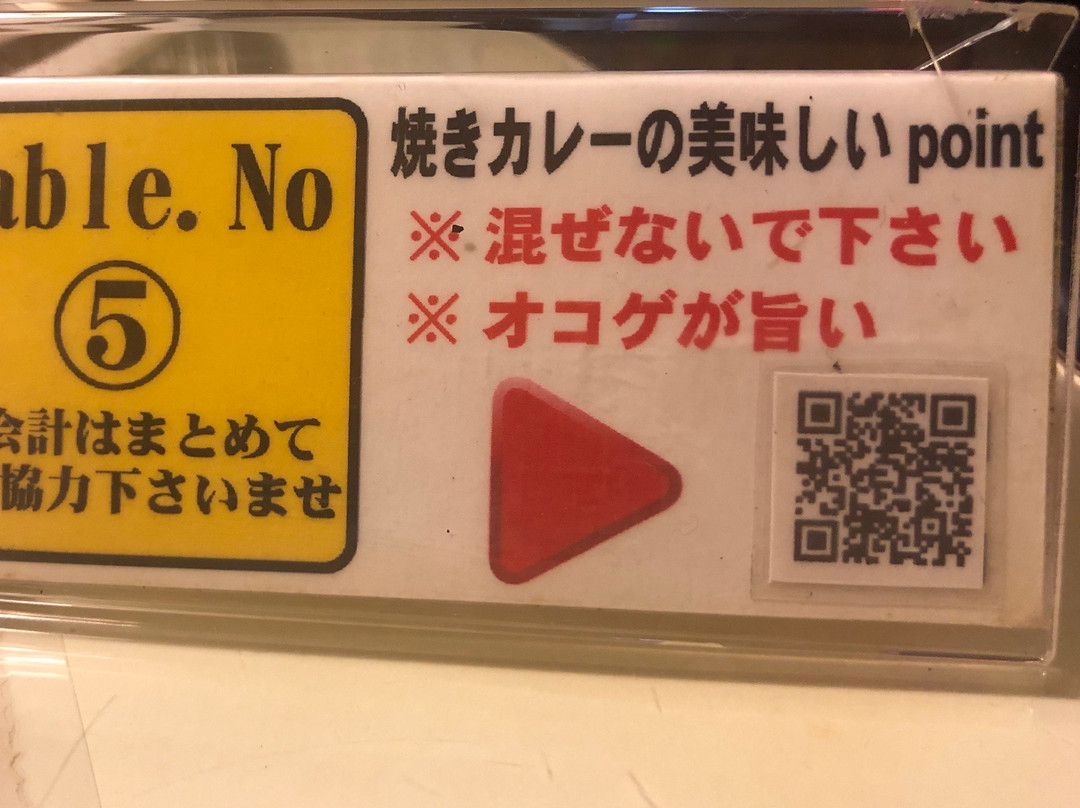 able. No
⑤
会計はまとめて
協力下さいませ
焼きカレーの美味しい point
※ 混ぜないで下さい
※ オコゲが旨い